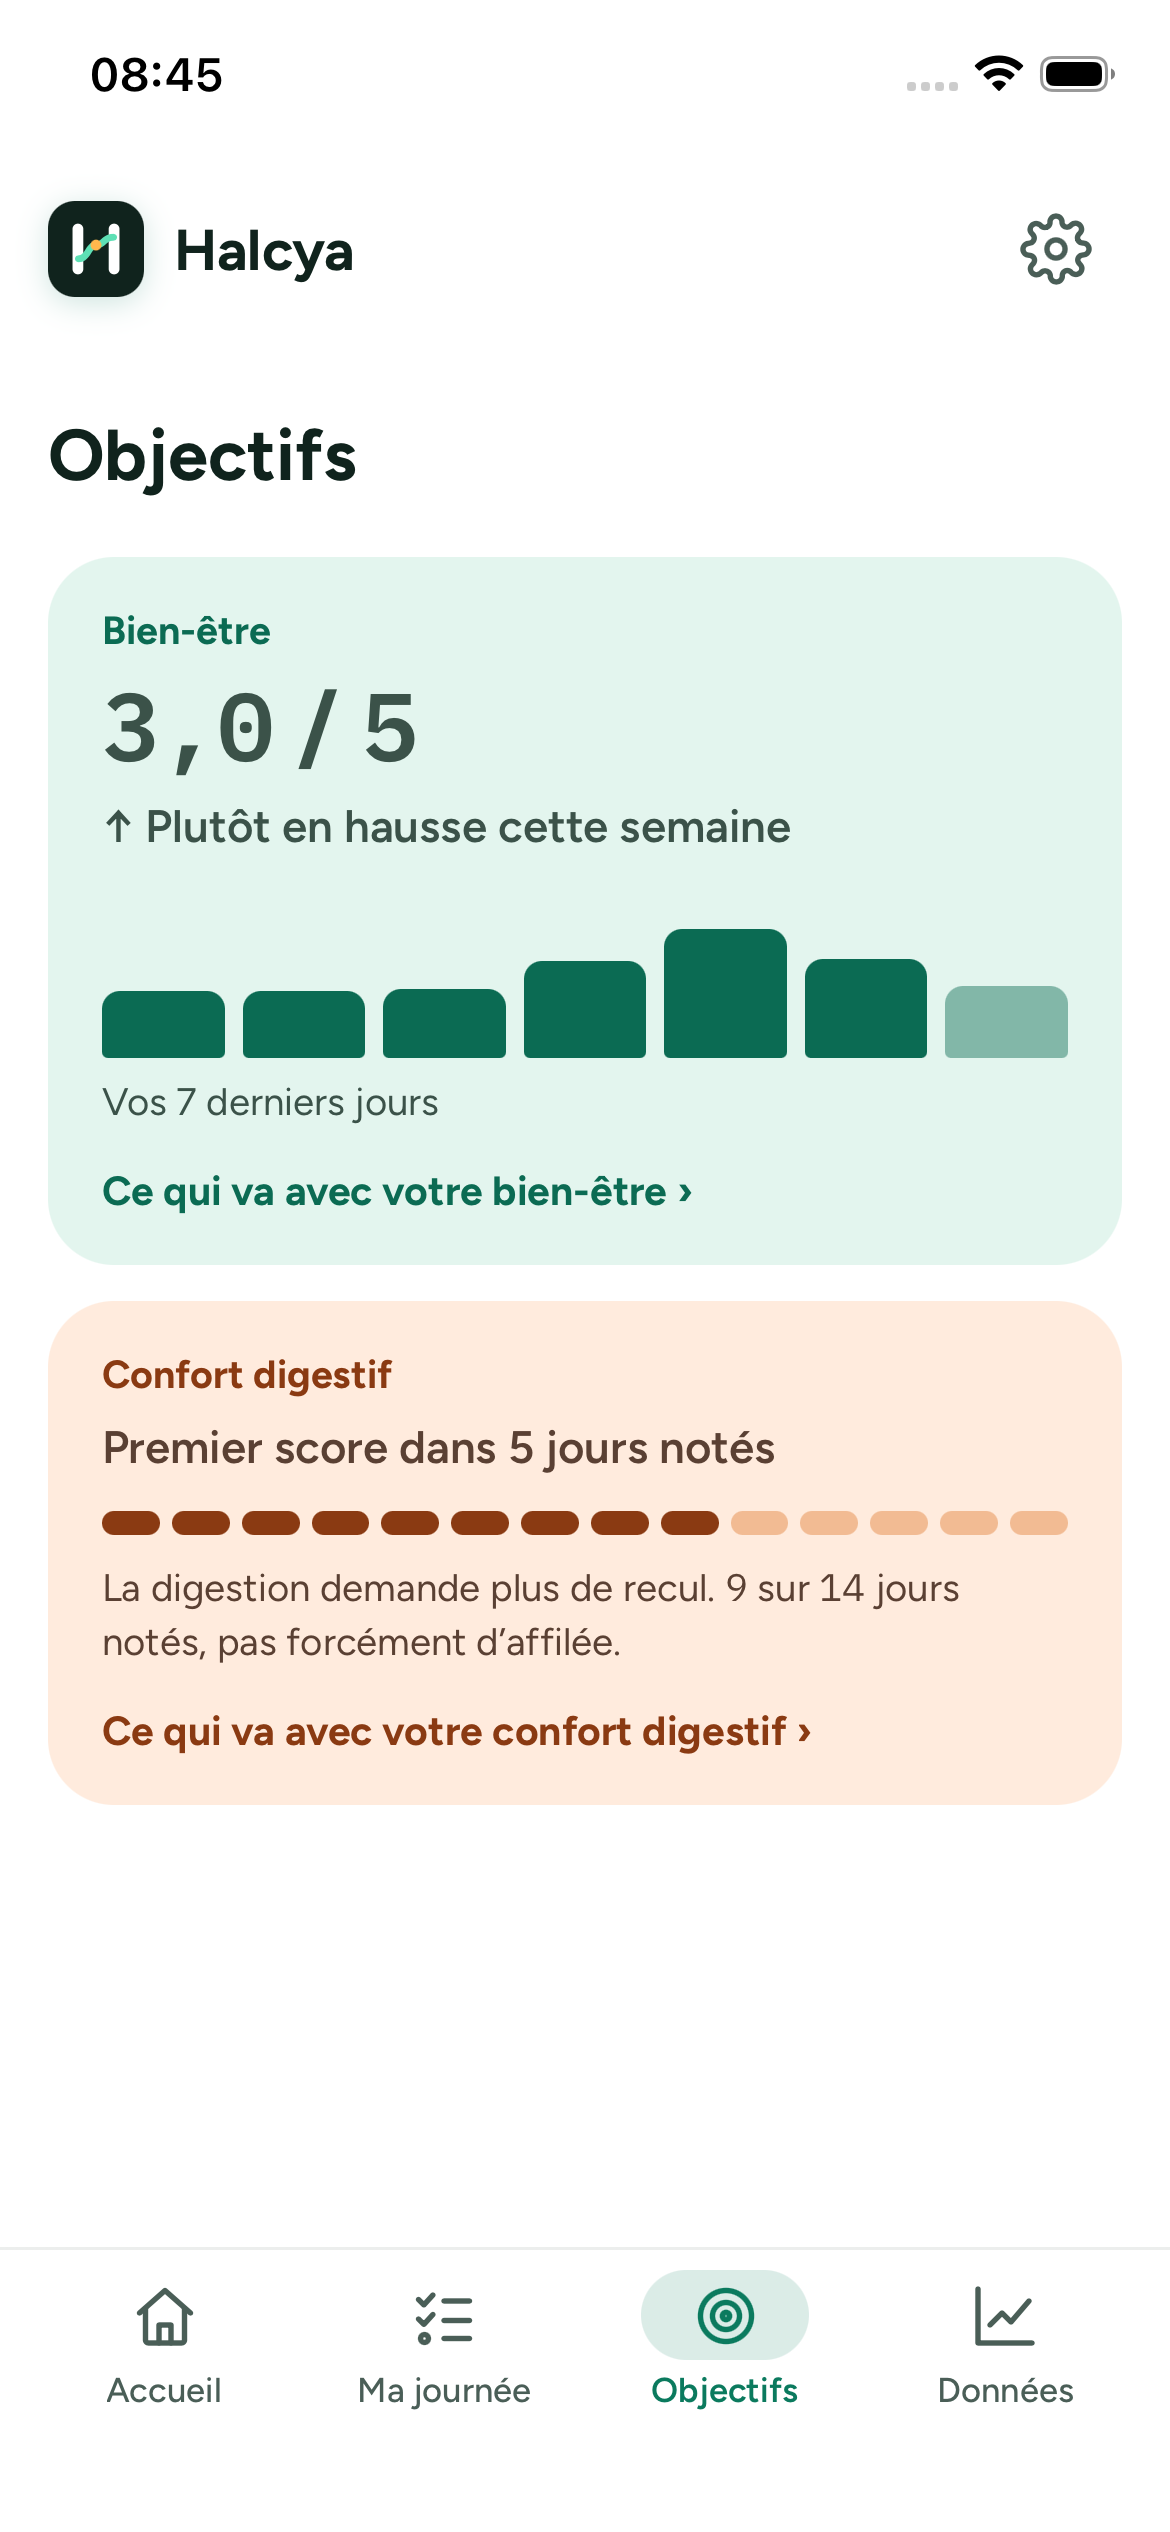 08:45
Halcya
Objectifs
Bien-être
3,0/5
↑ Plutôt en hausse cette semaine
Vos 7 derniers jours
Ce qui va avec votre bien-être ›
Confort digestif
Premier score dans 5 jours notés
La digestion demande plus de recul. 9 sur 14 jours
notés, pas forcément d’affilée.
Ce qui va avec votre confort digestif ›
Accueil
Ma journée
Objectifs
Données